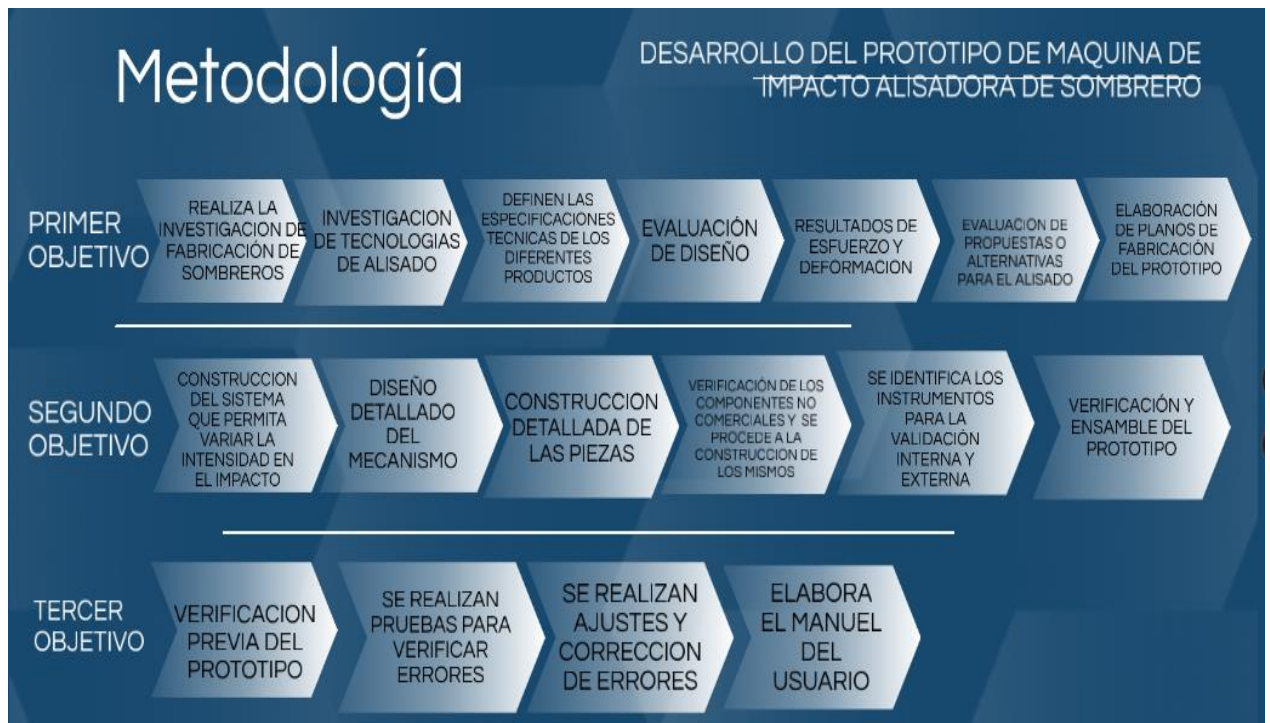 Metodología
DESARROLLO DEL PROTOTIPO DE MAQUINA DE
IMPACTO ALISADORA DE SOMBRERO
PRIMER
OBJETIVO
REALIZA LA
INVESTIGACION DE
FABRICACIÓN DE
SOMBREROS
INVESTIGACION
DE TECNOLOGIAS
DE ALISADO
DEFINEN LAS
ESPECIFICACIONES
TECNICAS DE LOS
DIFERENTES
PRODUCTOS
EVALUACIÓN
DE DISEÑO
RESULTADOS DE
ESFUERZO Y
DEFORMACION
EVALUACION DE
PROPUESTAS O
ALTERNATIVAS
PARA EL ALISADO
ELABORACIÓN
DE PLANOS DE
FABRICACIÓN
DEL PROTOTIPO
SEGUNDO
OBJETIVO
CONSTRUCCION
DEL SISTEMA
QUE PERMITA
VARIAR LA
INTENSIDAD EN
EL IMPACTO
DISEÑO
DETALLADO
DEL
MECANISMO
CONSTRUCCION
DETALLADA DE
LAS PIEZAS
VERIFICACIÓN DE LOS
COMPONENTES NO
COMERCIALES Y SE
PROCEDE A LA
CONSTRUCCION DE
LOS MISMOS
SE IDENTIFICA LOS
INSTRUMENTOS
PARA LA
VALIDACIÓN
INTERNA Y
EXTERNA
VERIFICACIÓN Y
ENSAMBLE DEL
PROTOTIPO
TERCER
OBJETIVO
VERIFICACION
PREVIA DEL
PROTOTIPO
SE REALIZAN
PRUEBAS PARA
VERIFICAR
ERRORES
SE REALIZAN
AJUSTES Y
CORRECCION
DE ERRORES
ELABORA
EL MANUEL
DEL
USUARIO